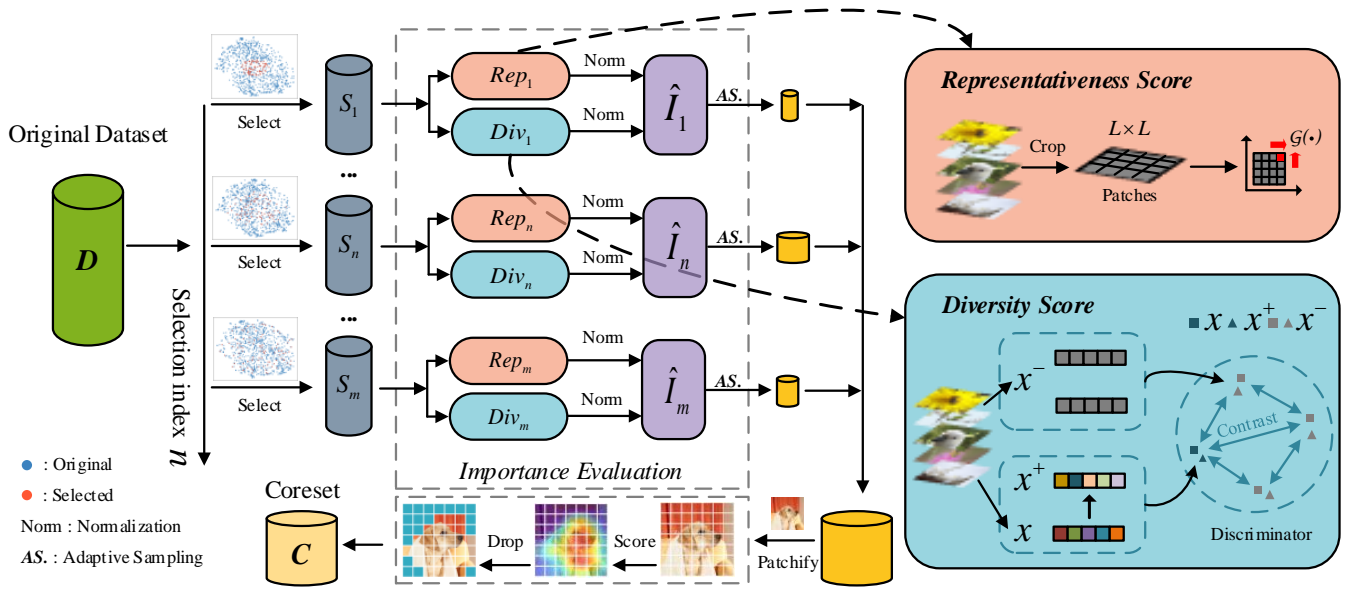 Original Dataset
D
Selection index n
Select
S1
Rep1
Div1
Norm
Norm
Î1
AS.
...
Select
Sn
Repn
Divn
Norm
Norm
În
AS.
...
Select
Sm
Repm
Divm
Norm
Norm
Îm
AS.
Importance Evaluation
: Original
: Selected
Norm : Normalization
AS. : Adaptive Sampling
Coreset
C
Drop
Score
Patchify
Representativeness Score
Crop
L×L
Patches
G(•)
Diversity Score
x x+ x−
x−
x+
x
Contrast
Discriminator